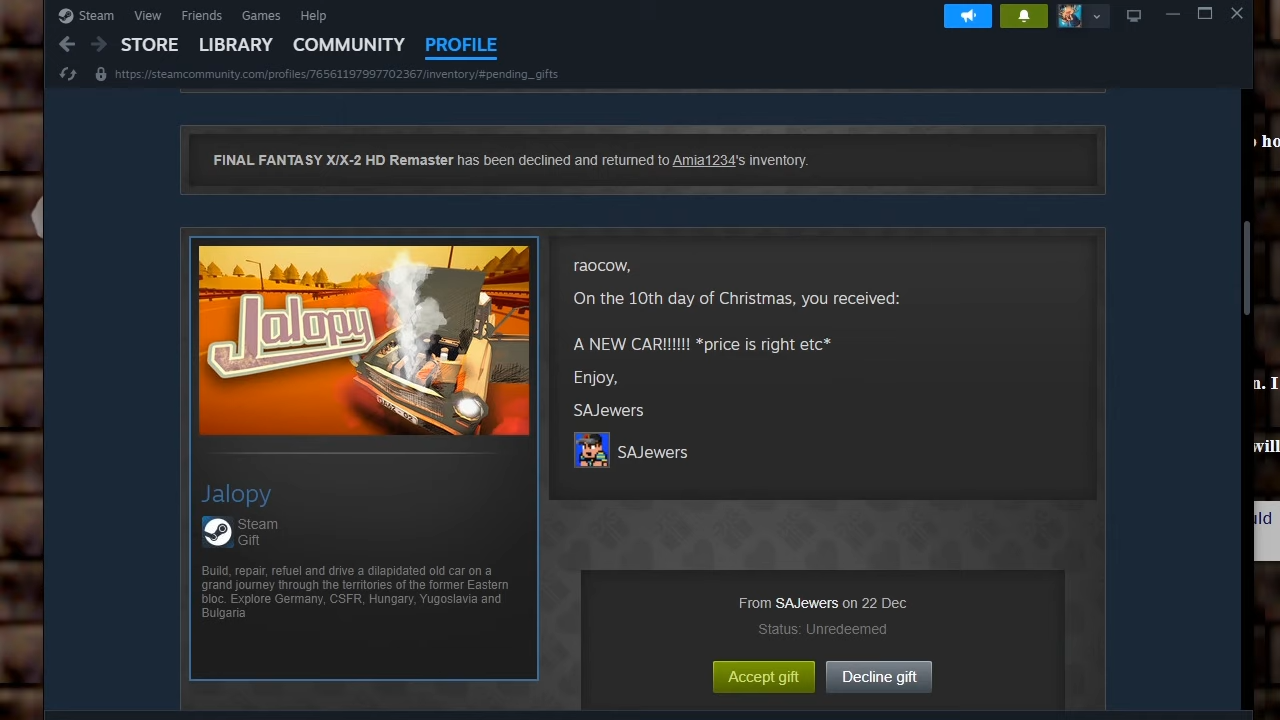 Steam View Friends Games Help
STORE LIBRARY COMMUNITY PROFILE
https://steamcommunity.com/profiles/76561197997702367/inventory/#pending_gifts
FINAL FANTASY X/X-2 HD Remaster has been declined and returned to Amia1234's inventory.
Jalopy
raocow,
On the 10th day of Christmas, you received:
A NEW CAR!!!!!! *price is right etc*
Enjoy,
SAJewers
SAJewers
Jalopy
Steam
Gift
Build, repair, refuel and drive a dilapidated old car on a
grand journey through the territories of the former Eastern
bloc. Explore Germany, CSFR, Hungary, Yugoslavia and
Bulgaria
From SAJewers on 22 Dec
Status: Unredeemed
Accept gift Decline gift